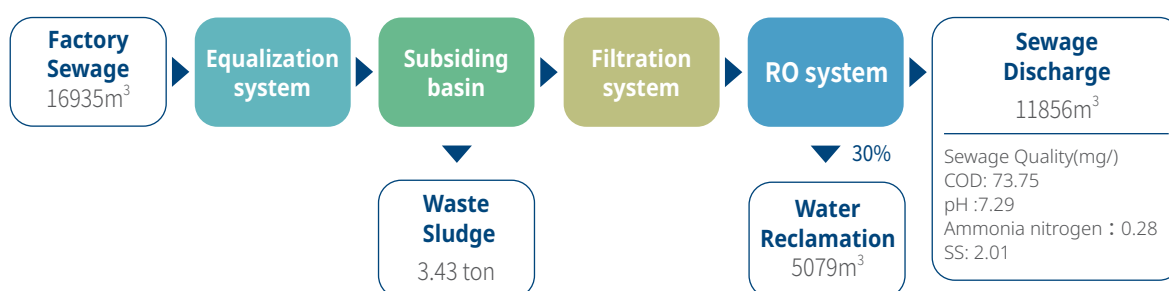 Factory
Sewage
16935m³
Equalization
system
Subsiding
basin
Filtration
system
RO system
Sewage
Discharge
11856m³
Sewage Quality(mg/)
COD: 73.75
pH :7.29
Ammonia nitrogen：0.28
SS: 2.01
Waste
Sludge
3.43 ton
30%
Water
Reclamation
5079m³